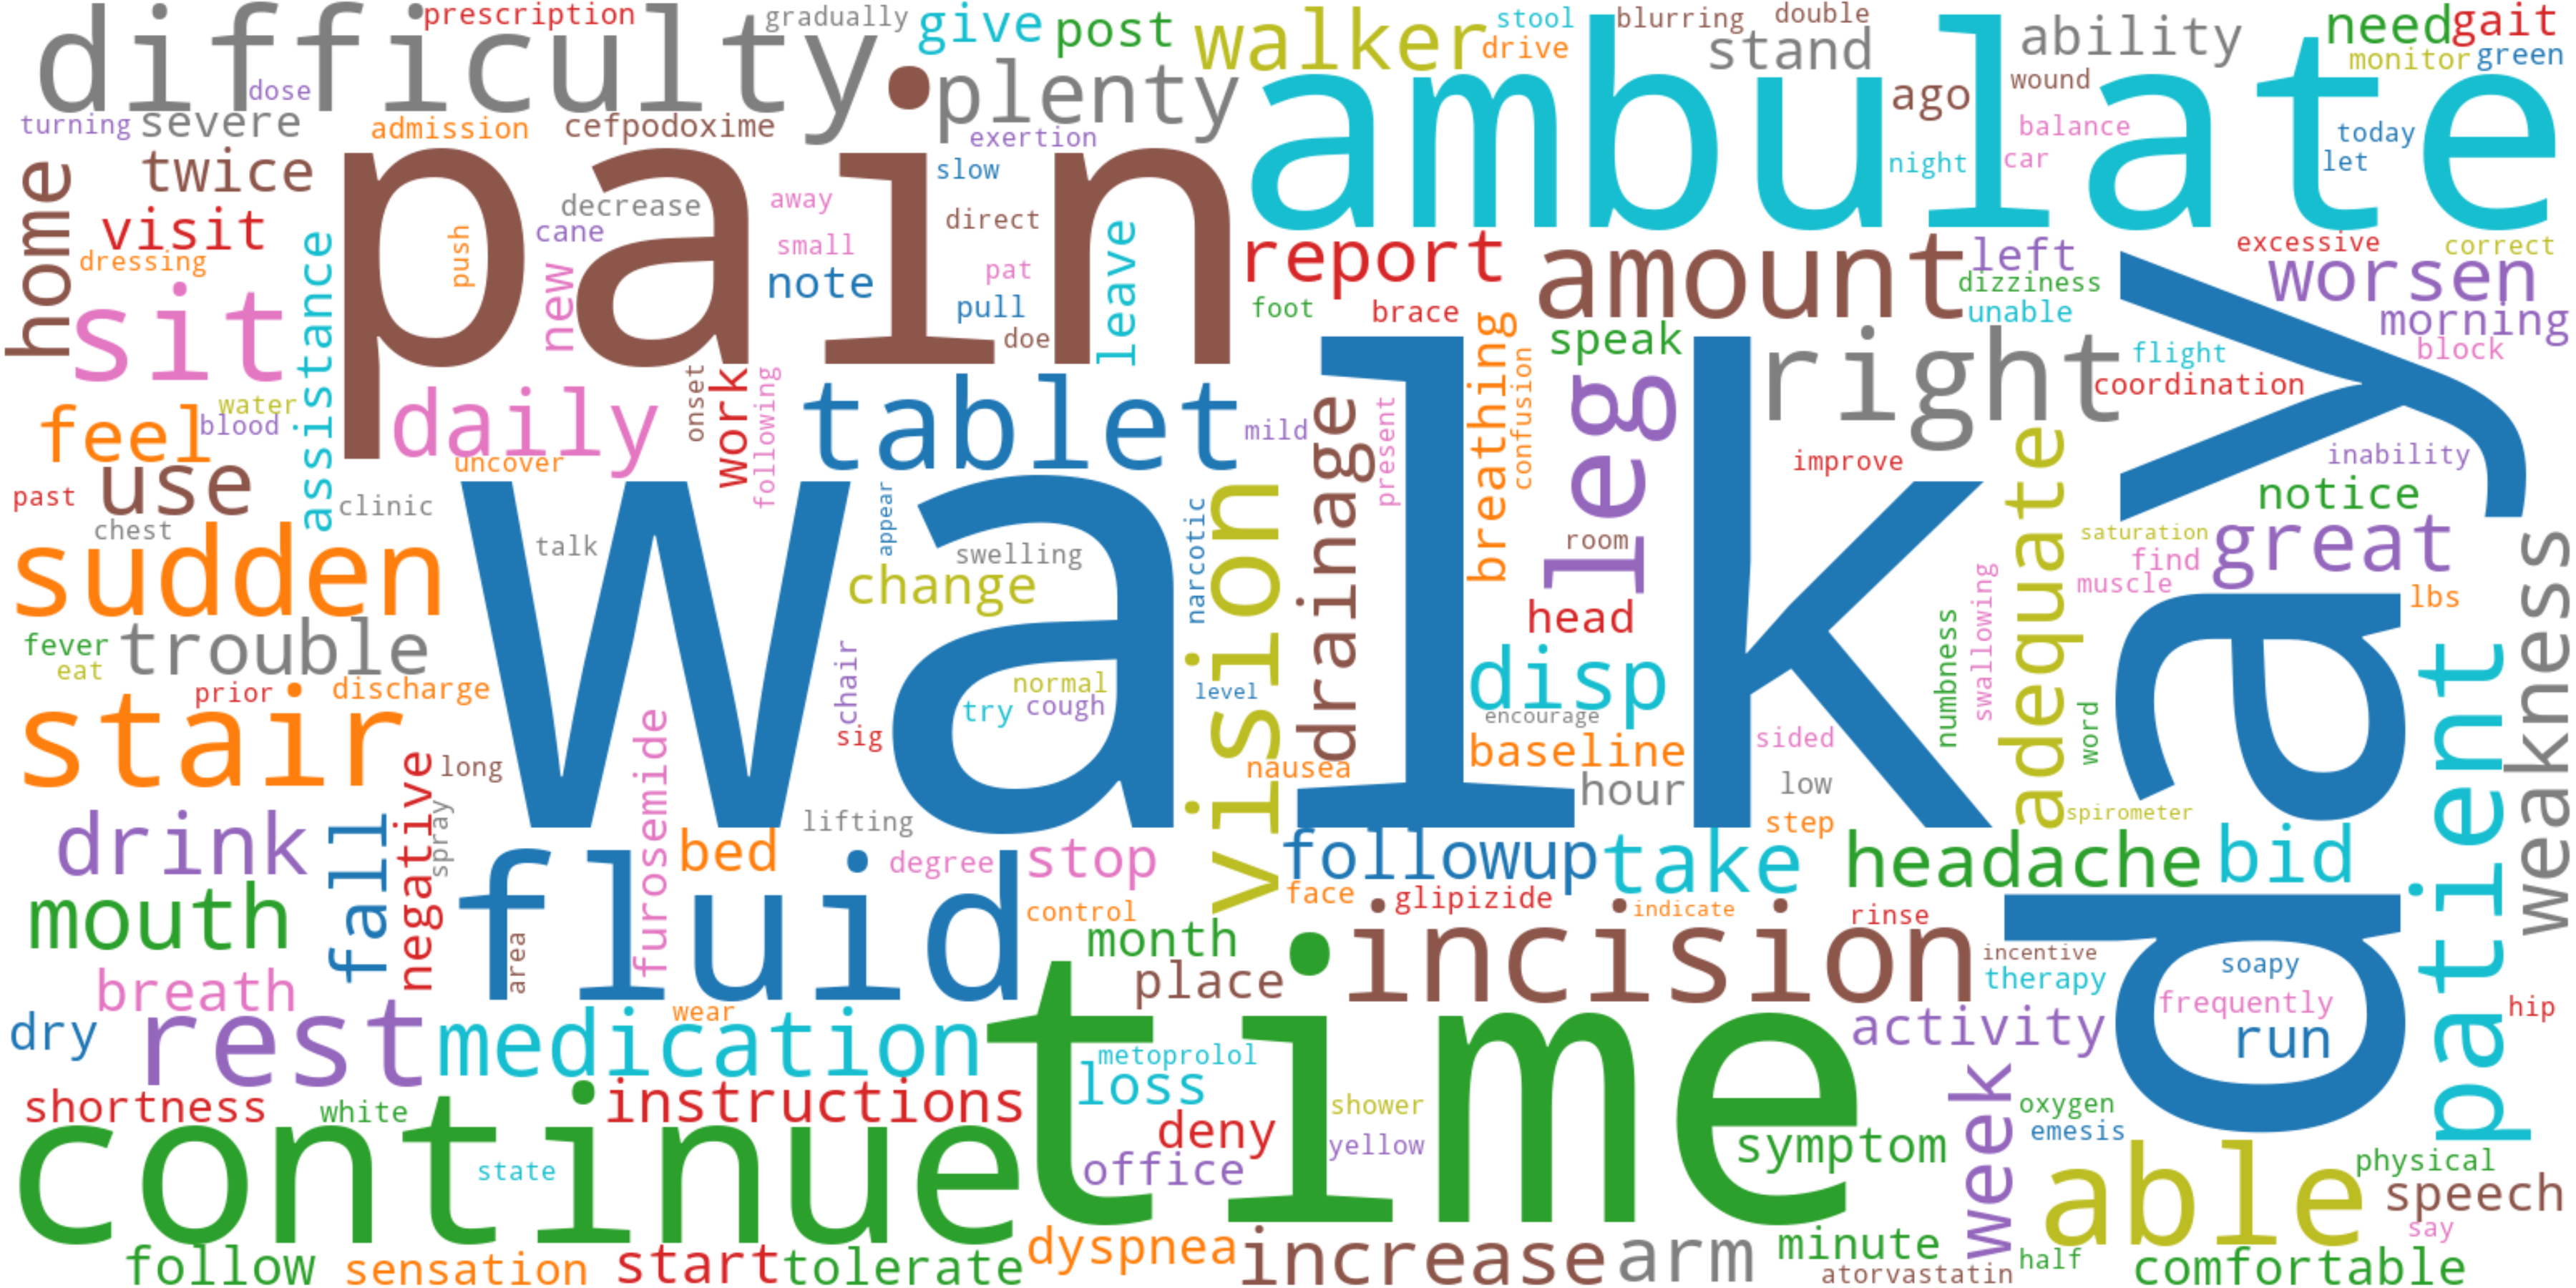 difficulty
prescription
gradually
give
post
walker
stool
drive
blurring
double
stand
ability
need
gait
monitor
green
dose
plenty
ambulate
ago
wound
turning
severe
admission
cefpodoxime
exertion
balance
today
night
car
let
home
twice
pain
slow
decrease
away
direct
visit
push
cane
small
dressing
assistance
new
note
pat
leave
report
amount
left
excessive
correct
dizziness
worsen
sit
pull
foot
brace
unable
morning
doe
breathing
speak
right
flight
block
coordination
day
feel
water
blood
daily
onset
work
following
tablet
mild
drainage
present
confusion
leg
improve
adequate
inability
uncover
use
past
clinic
walk
appear
narcotic
vision
notice
chest
talk
swelling
room
saturation
great
sudden
change
find
muscle
lbs
weakness
fever
trouble
head
numbness
swallowing
eat
chair
disp
patient
prior
discharge
normal
level
word
stair
try
cough
encourage
sig
baseline
sided
negative
long
furosemide
nausea
hour
low
spray
lifting
step
spirometer
drink
fall
bed
degree
stop
followup
take
headache
bid
mouth
fluid
face
glipizide
control
indicate
rinse
area
month
incision
incentive
soapy
breath
place
therapy
frequently
hip
dry
rest
wear
medication
time
activity
run
metoprolol
loss
shortness
white
instructions
shower
week
oxygen
continue
deny
yellow
symptom
emesis
state
office
able
physical
speech
say
follow
sensation
start
tolerate
dyspnea
increase
arm
minute
atorvastatin
half
comfortable